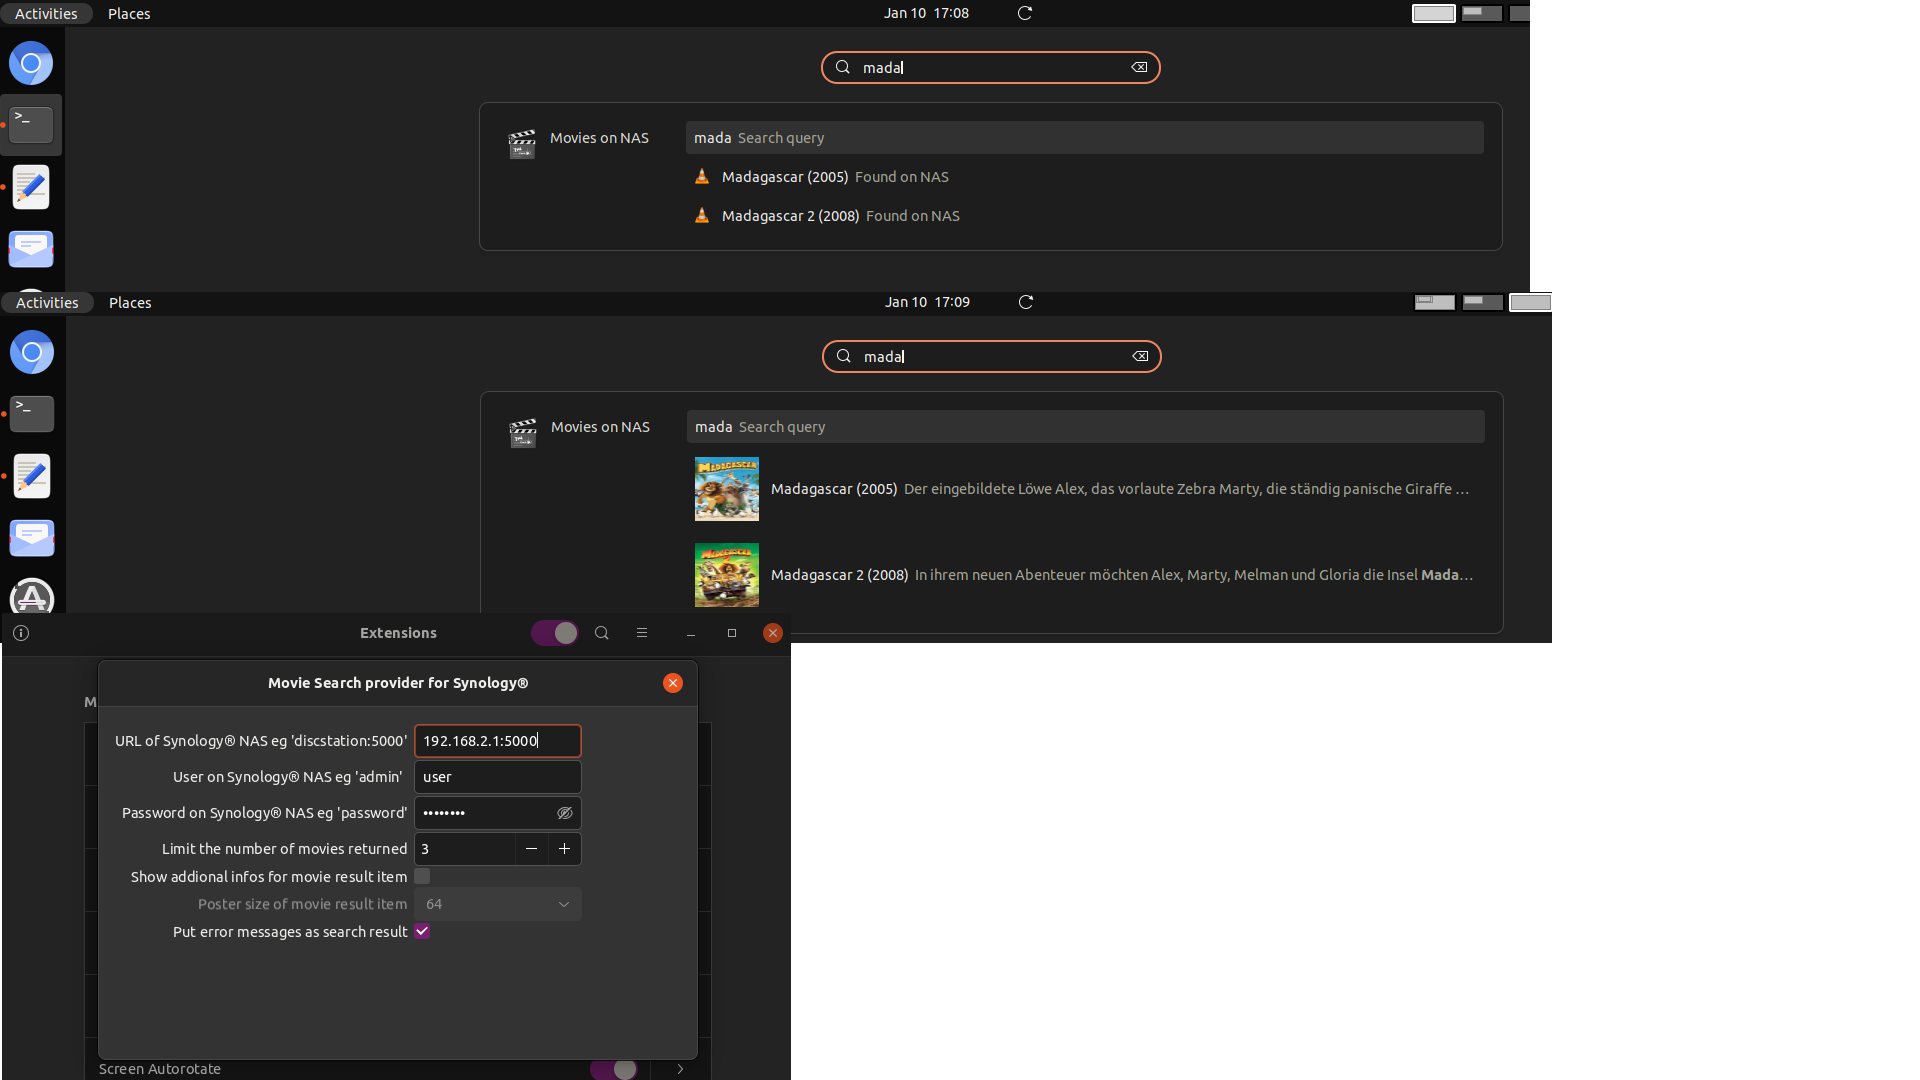 Activities Places Jan 10 17:08
mada
>_
Movies on NAS mada Search query
Madagascar (2005) Found on NAS
Madagascar 2 (2008) Found on NAS
Activities Places Jan 10 17:09
mada
>_
Movies on NAS mada Search query
MADAGASCAR
Madagascar (2005) Der eingebildete Löwe Alex, das vorlaute Zebra Marty, die ständig panische Giraffe …
Madagascar 2 (2008) In ihrem neuen Abenteuer möchten Alex, Marty, Melman und Gloria die Insel Mada…
Extensions
Movie Search provider for Synology®
M
URL of Synology® NAS eg 'discstation:5000' 192.168.2.1:5000
User on Synology® NAS eg 'admin' user
Password on Synology® NAS eg 'password' ••••••••
Limit the number of movies returned 3 − +
Show addional infos for movie result item
Poster size of movie result item 64
Put error messages as search result
Screen Autorotate